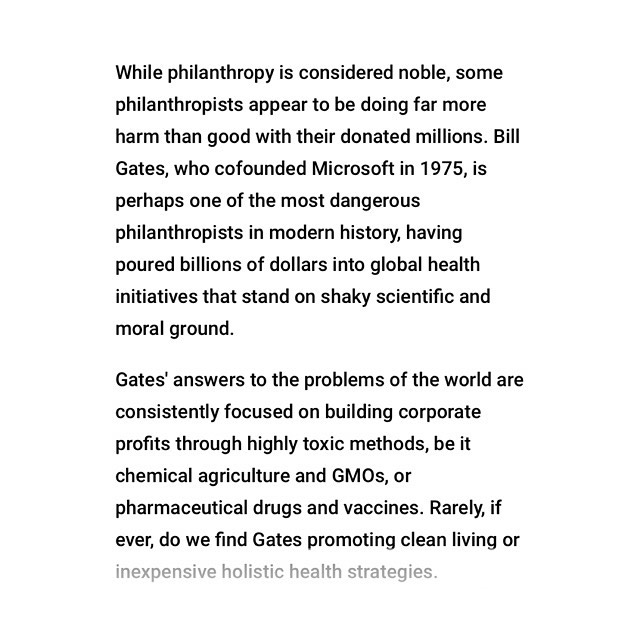 While philanthropy is considered noble, some
philanthropists appear to be doing far more
harm than good with their donated millions. Bill
Gates, who cofounded Microsoft in 1975, is
perhaps one of the most dangerous
philanthropists in modern history, having
poured billions of dollars into global health
initiatives that stand on shaky scientific and
moral ground.
Gates' answers to the problems of the world are
consistently focused on building corporate
profits through highly toxic methods, be it
chemical agriculture and GMOs, or
pharmaceutical drugs and vaccines. Rarely, if
ever, do we find Gates promoting clean living or
inexpensive holistic health strategies.